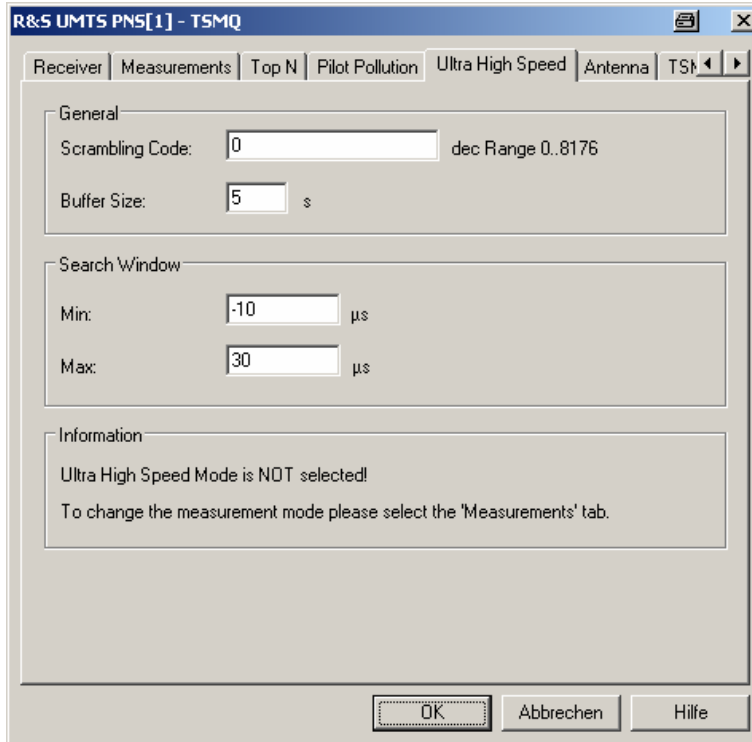 R&S UMTS PNS[1] - TSMQ
Receiver Measurements Top N Pilot Pollution Ultra High Speed Antenna
General
Scrambling Code: 0 dec Range 0..8176
Buffer Size: 5 s
Search Window
Min: -10 µs
Max: 30 µs
Information
Ultra High Speed Mode is NOT selected!
To change the measurement mode please select the 'Measurements' tab.
OK Abbrechen Hilfe